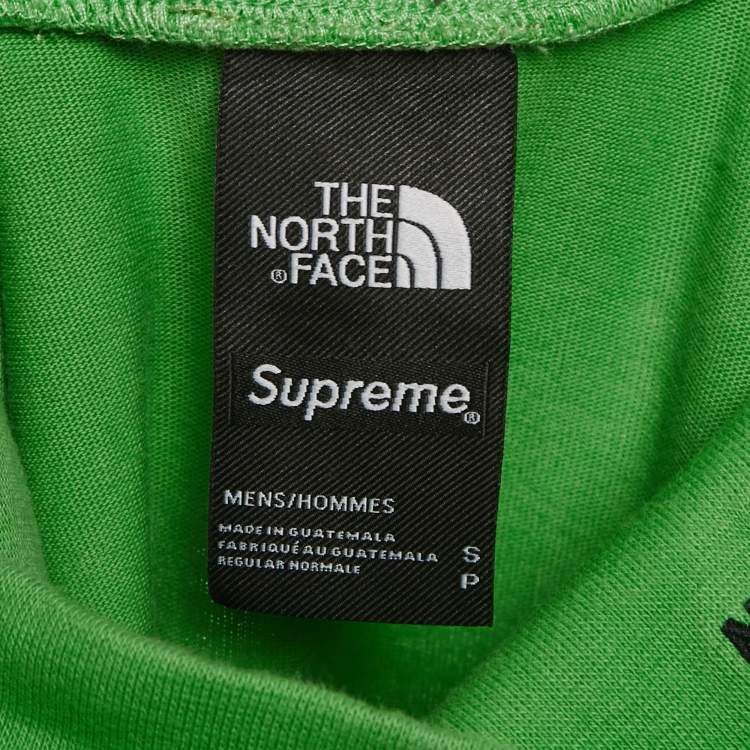 THE
NORTH
®FACE
Supreme®
MENS/HOMMES
MADE IN GUATEMALA
FABRIQUÉ AU GUATEMALA
REGULAR NORMALE
S
P